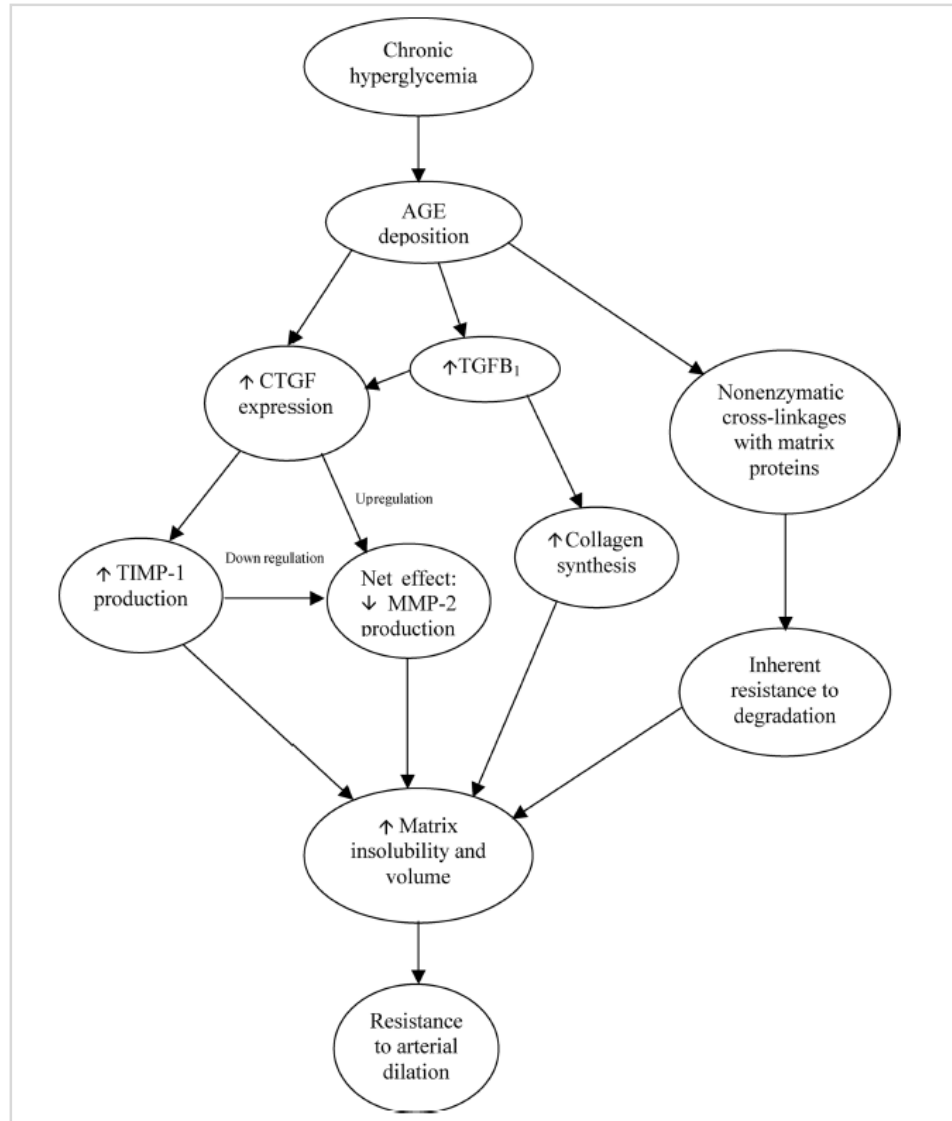 Chronic
hyperglycemia
AGE
deposition
↑ CTGF
expression
↑TGFB₁
Nonenzymatic
cross-linkages
with matrix
proteins
Upregulation
Down regullation
↑ TIMP-1
production
Net effect:
↓ MMP-2
production
↑Collagen
synthesis
Inherent
resistance to
degradation
↑ Matrix
insolubility and
volume
Resistance
to arterial
dilation